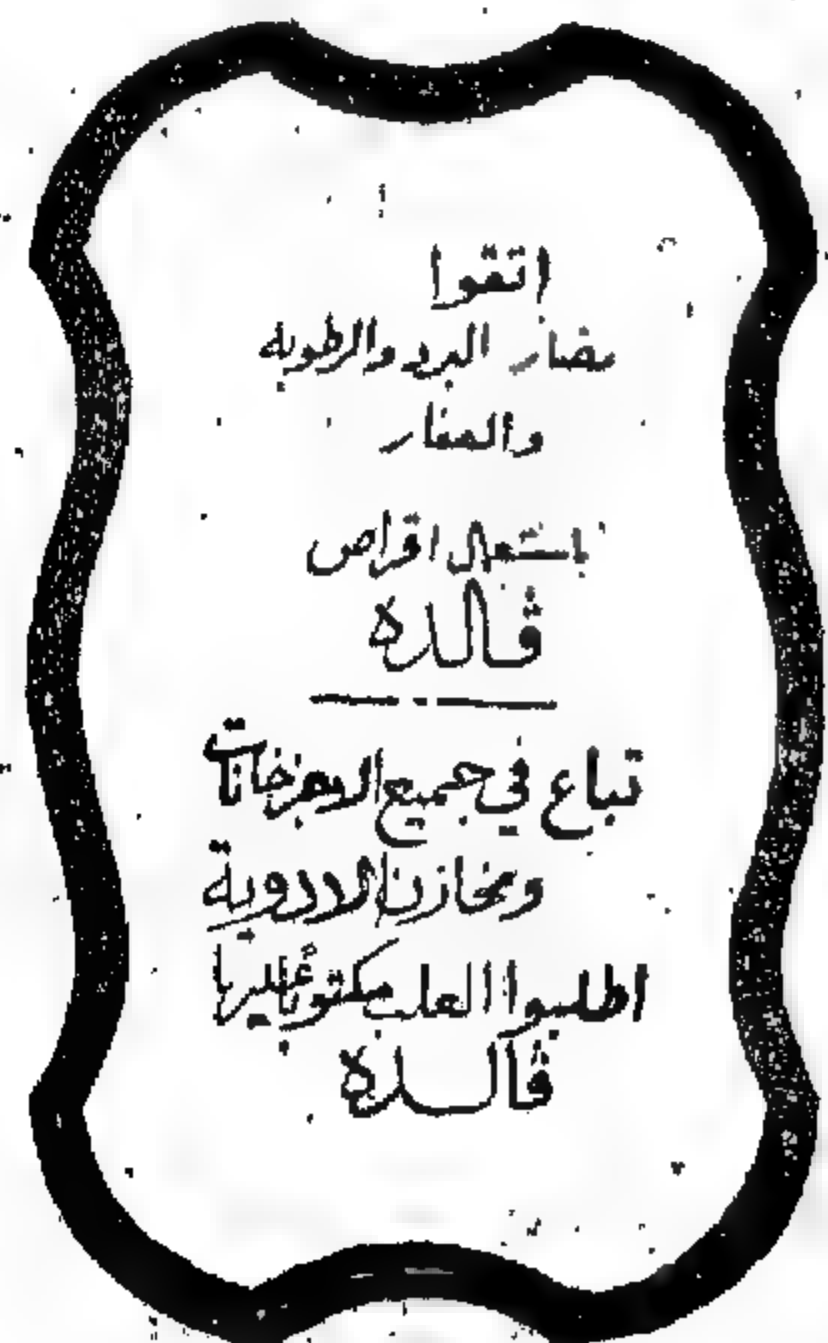 اتقوا
مضار البرد والرطوبة
والغبار
باستعمال اقراص
ڤالده
تباع في جميع الاجزخانات
ومخازن الادوية
اطلبوا العلب مكتوبا عليها
ڤالده